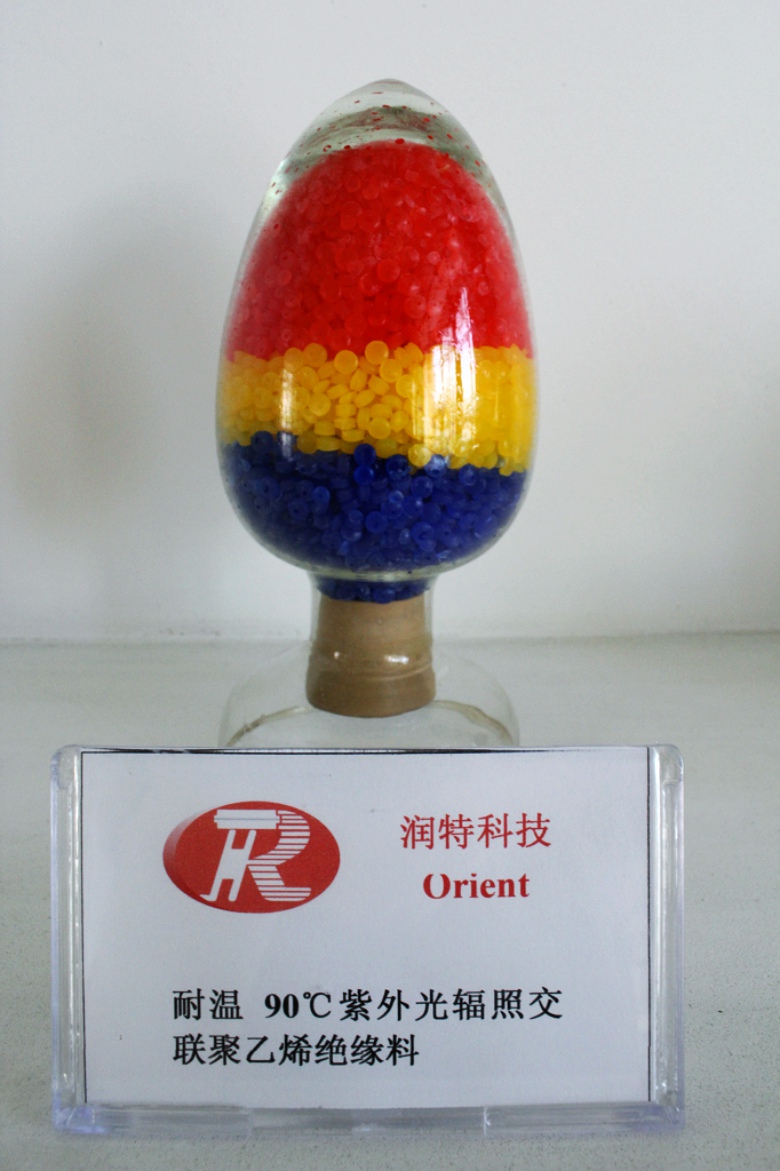 润特科技
Orient
耐温 90℃紫外光辐照交
联聚乙烯绝缘料